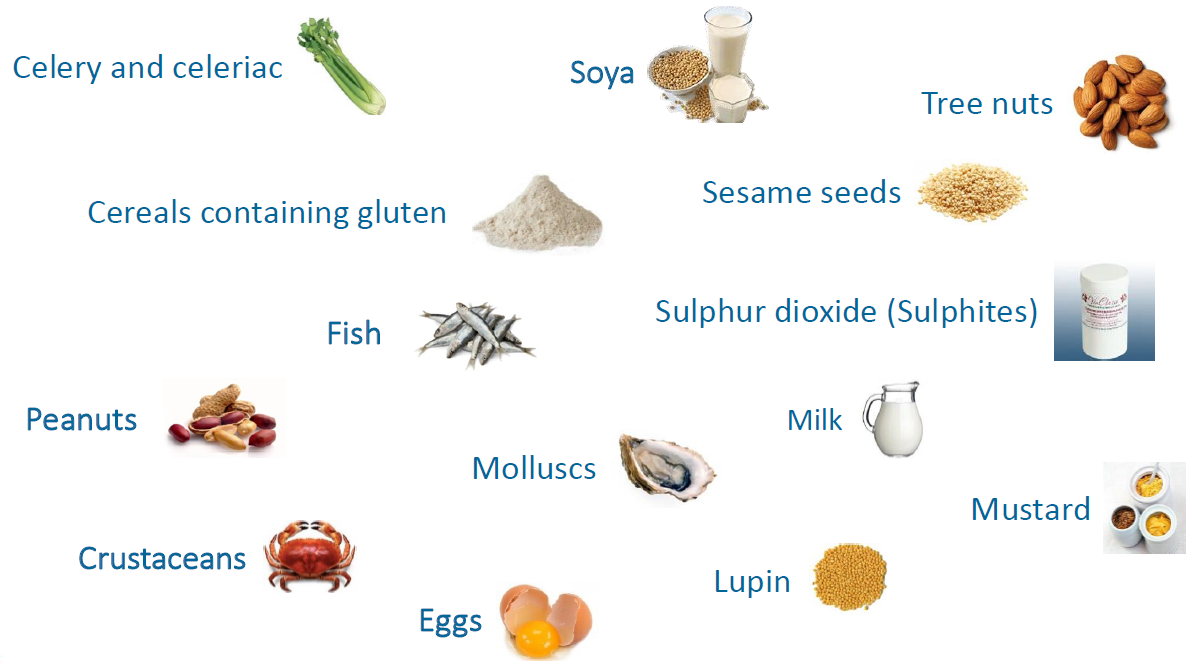 Celery and celeriac
Soya
Tree nuts
Sesame seeds
Cereals containing gluten
Sulphur dioxide (Sulphites)
Fish
Peanuts
Milk
Molluscs
Mustard
Crustaceans
Lupin
Eggs